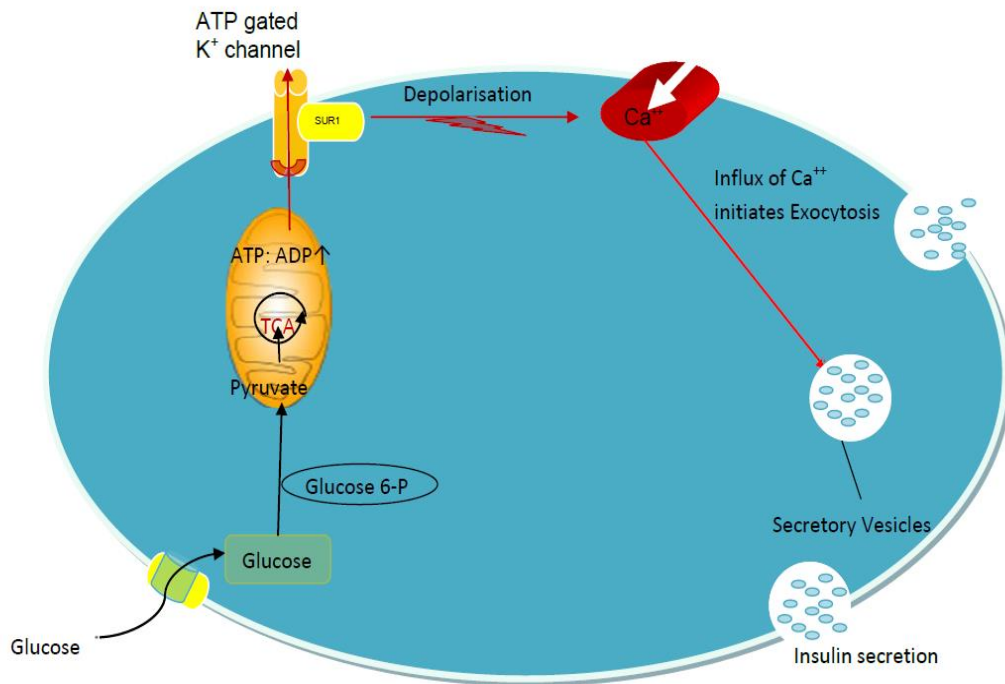 ATP gated
K⁺ channel
SUR1
Depolarisation
Ca⁺⁺
Influx of Ca⁺⁺
initiates Exocytosis
ATP: ADP↑
TCA
Pyruvate
Glucose 6-P
Glucose
Glucose
Secretory Vesicles
Insulin secretion